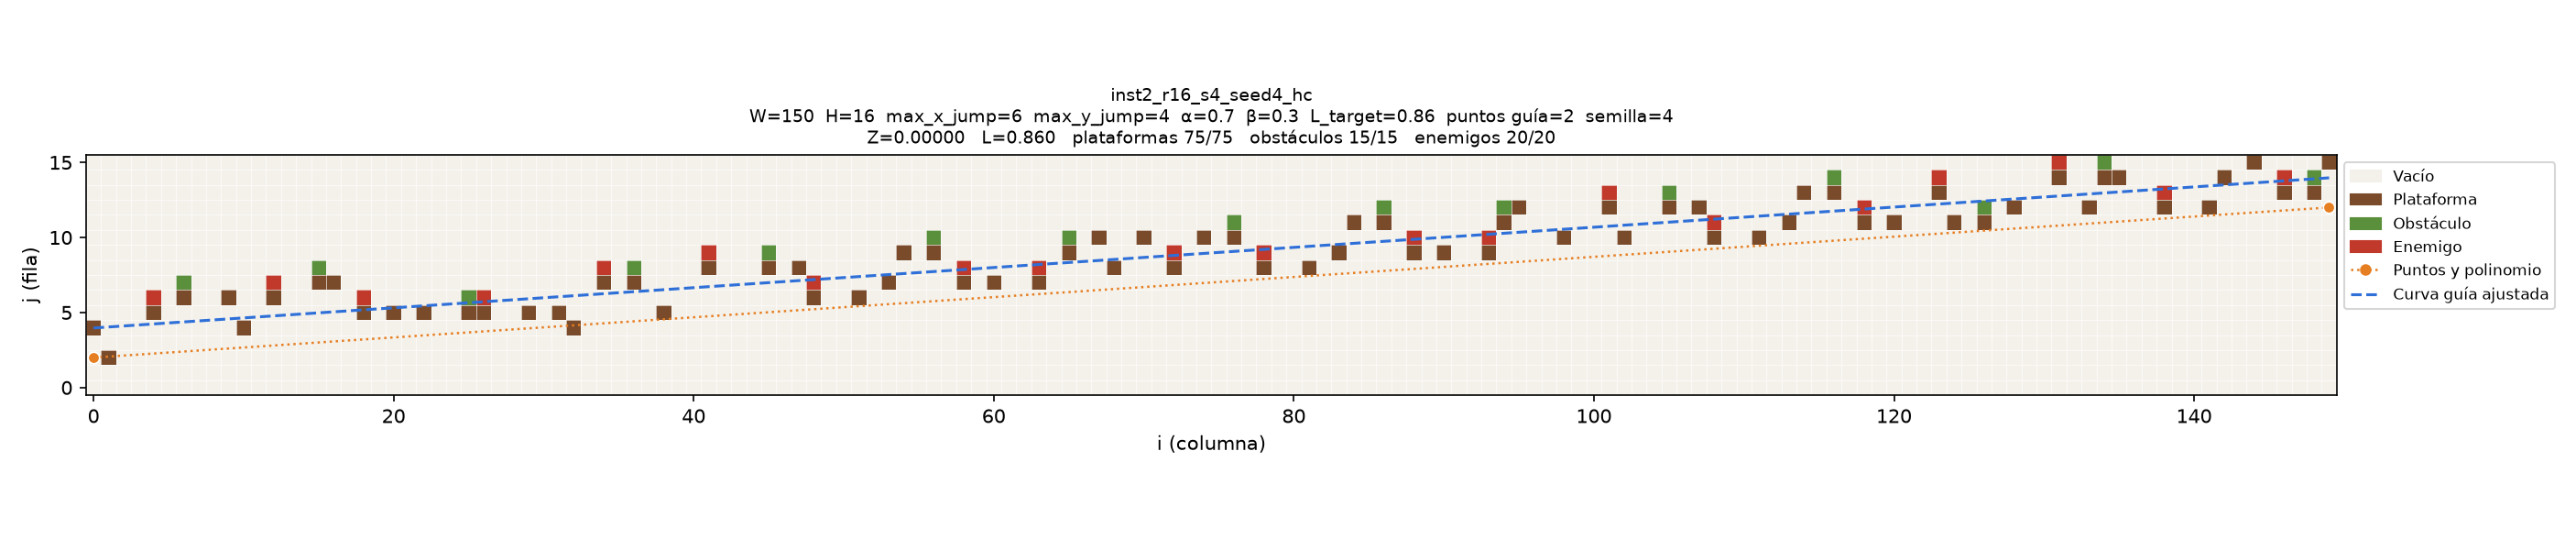 inst2_r16_s4_seed4_hc
W=150  H=16  max_x_jump=6  max_y_jump=4  α=0.7  β=0.3  L_target=0.86  puntos guía=2  semilla=4
Z=0.00000   L=0.860   plataformas 75/75   obstáculos 15/15   enemigos 20/20
15
10
5
0
j (fila)
0 20 40 60 80 100 120 140
i (columna)
Vacío
Plataforma
Obstáculo
Enemigo
Puntos y polinomio
Curva guía ajustada